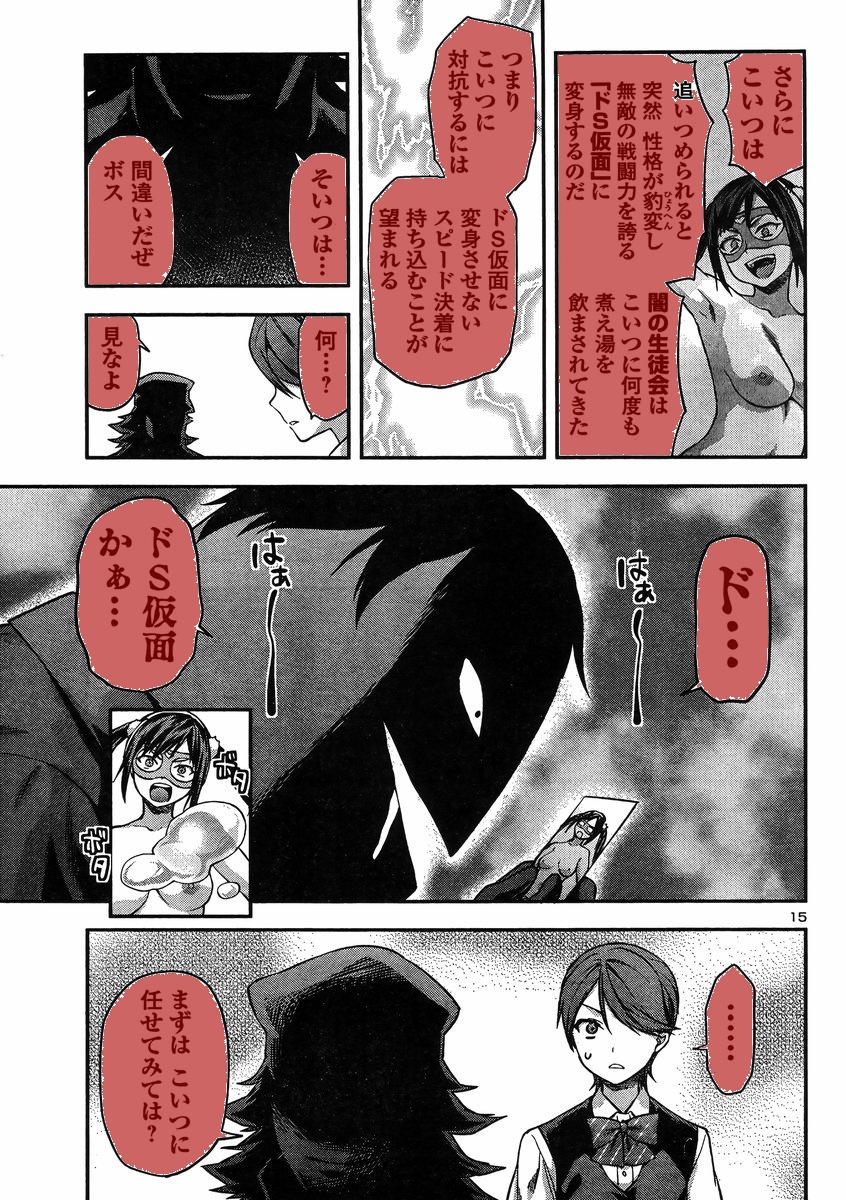 さらに
こいつは
追いつめられると
突然 性格が豹変し
ひょうへん
無敵の戦闘力を誇る
「ドS仮面」に
変身するのだ
闇の生徒会は
こいつに何度も
煮え湯を
飲まされてきた
つまり
こいつに
対抗するには
ドS仮面に
変身させない
スピード決着に
持ち込むことが
望まれる
そいつは…
間違いだぜ
ボス
何…?
見なよ
ド…
はぁ〜
はぁ〜
ドS仮面
かぁ…
ボタ
ボタ
15
……
まずは こいつに
任せてみては?